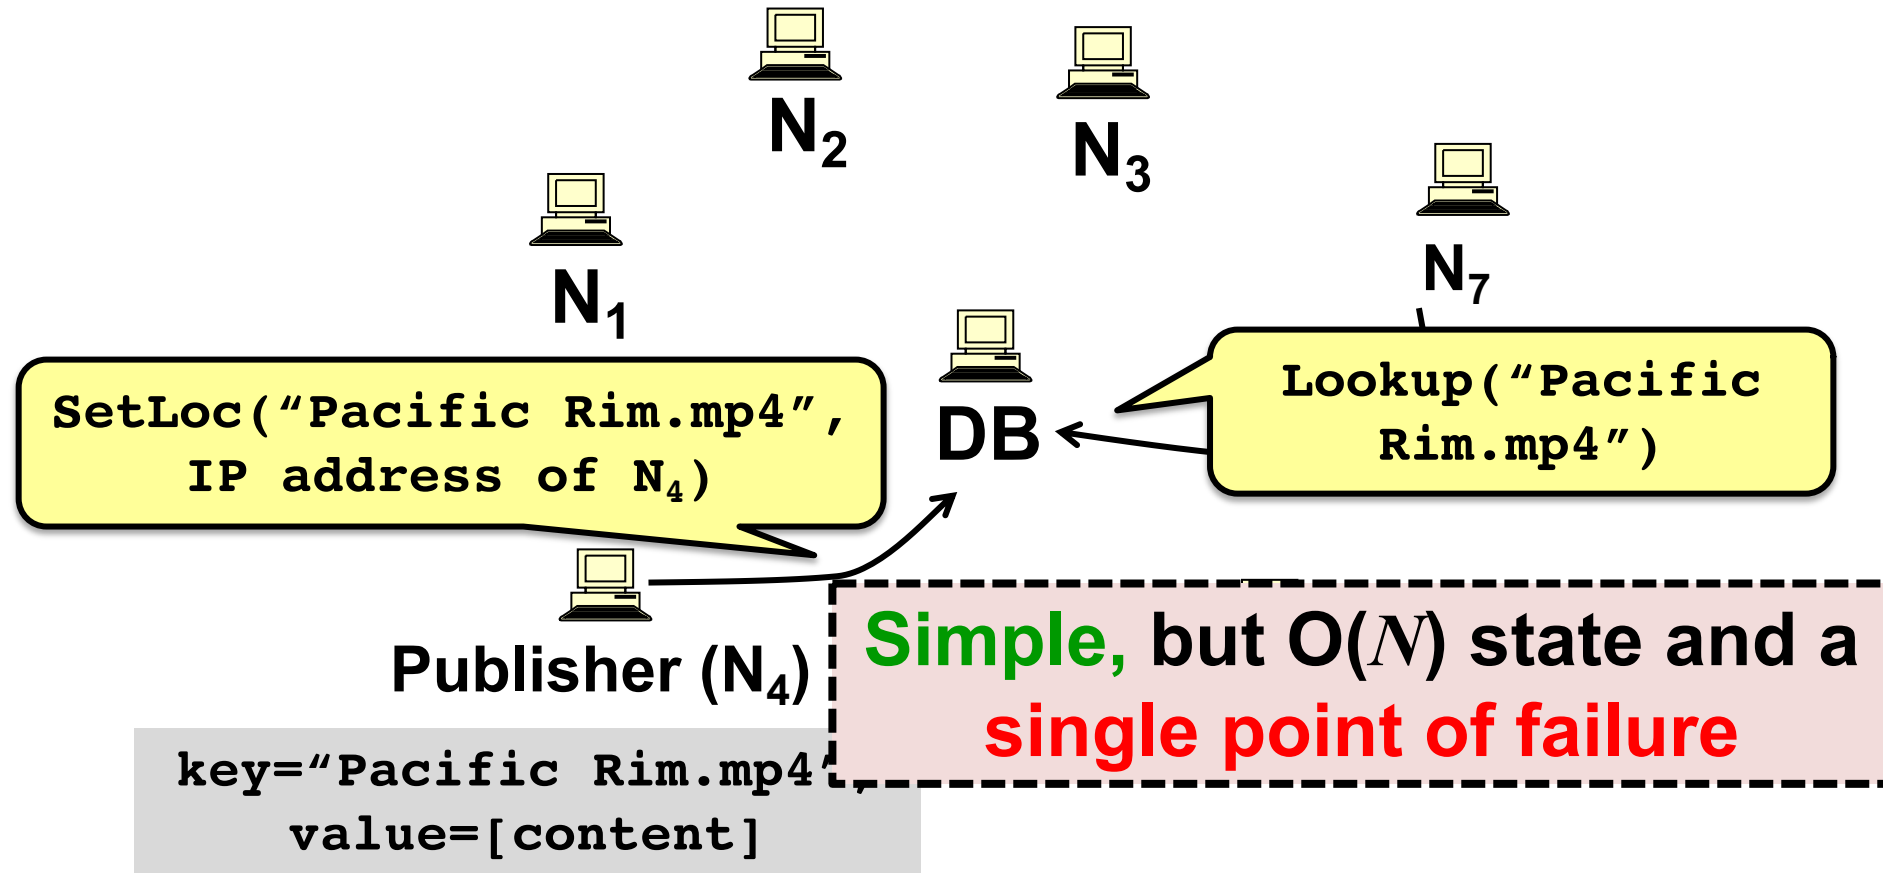 N₂
N₃
N₁
N₇
SetLoc(“Pacific Rim.mp4”,
IP address of N₄)
DB
Lookup(“Pacific
Rim.mp4”)
Publisher (N₄)
Simple, but O(N) state and a
single point of failure
key=“Pacific Rim.mp4”,
value=[content]